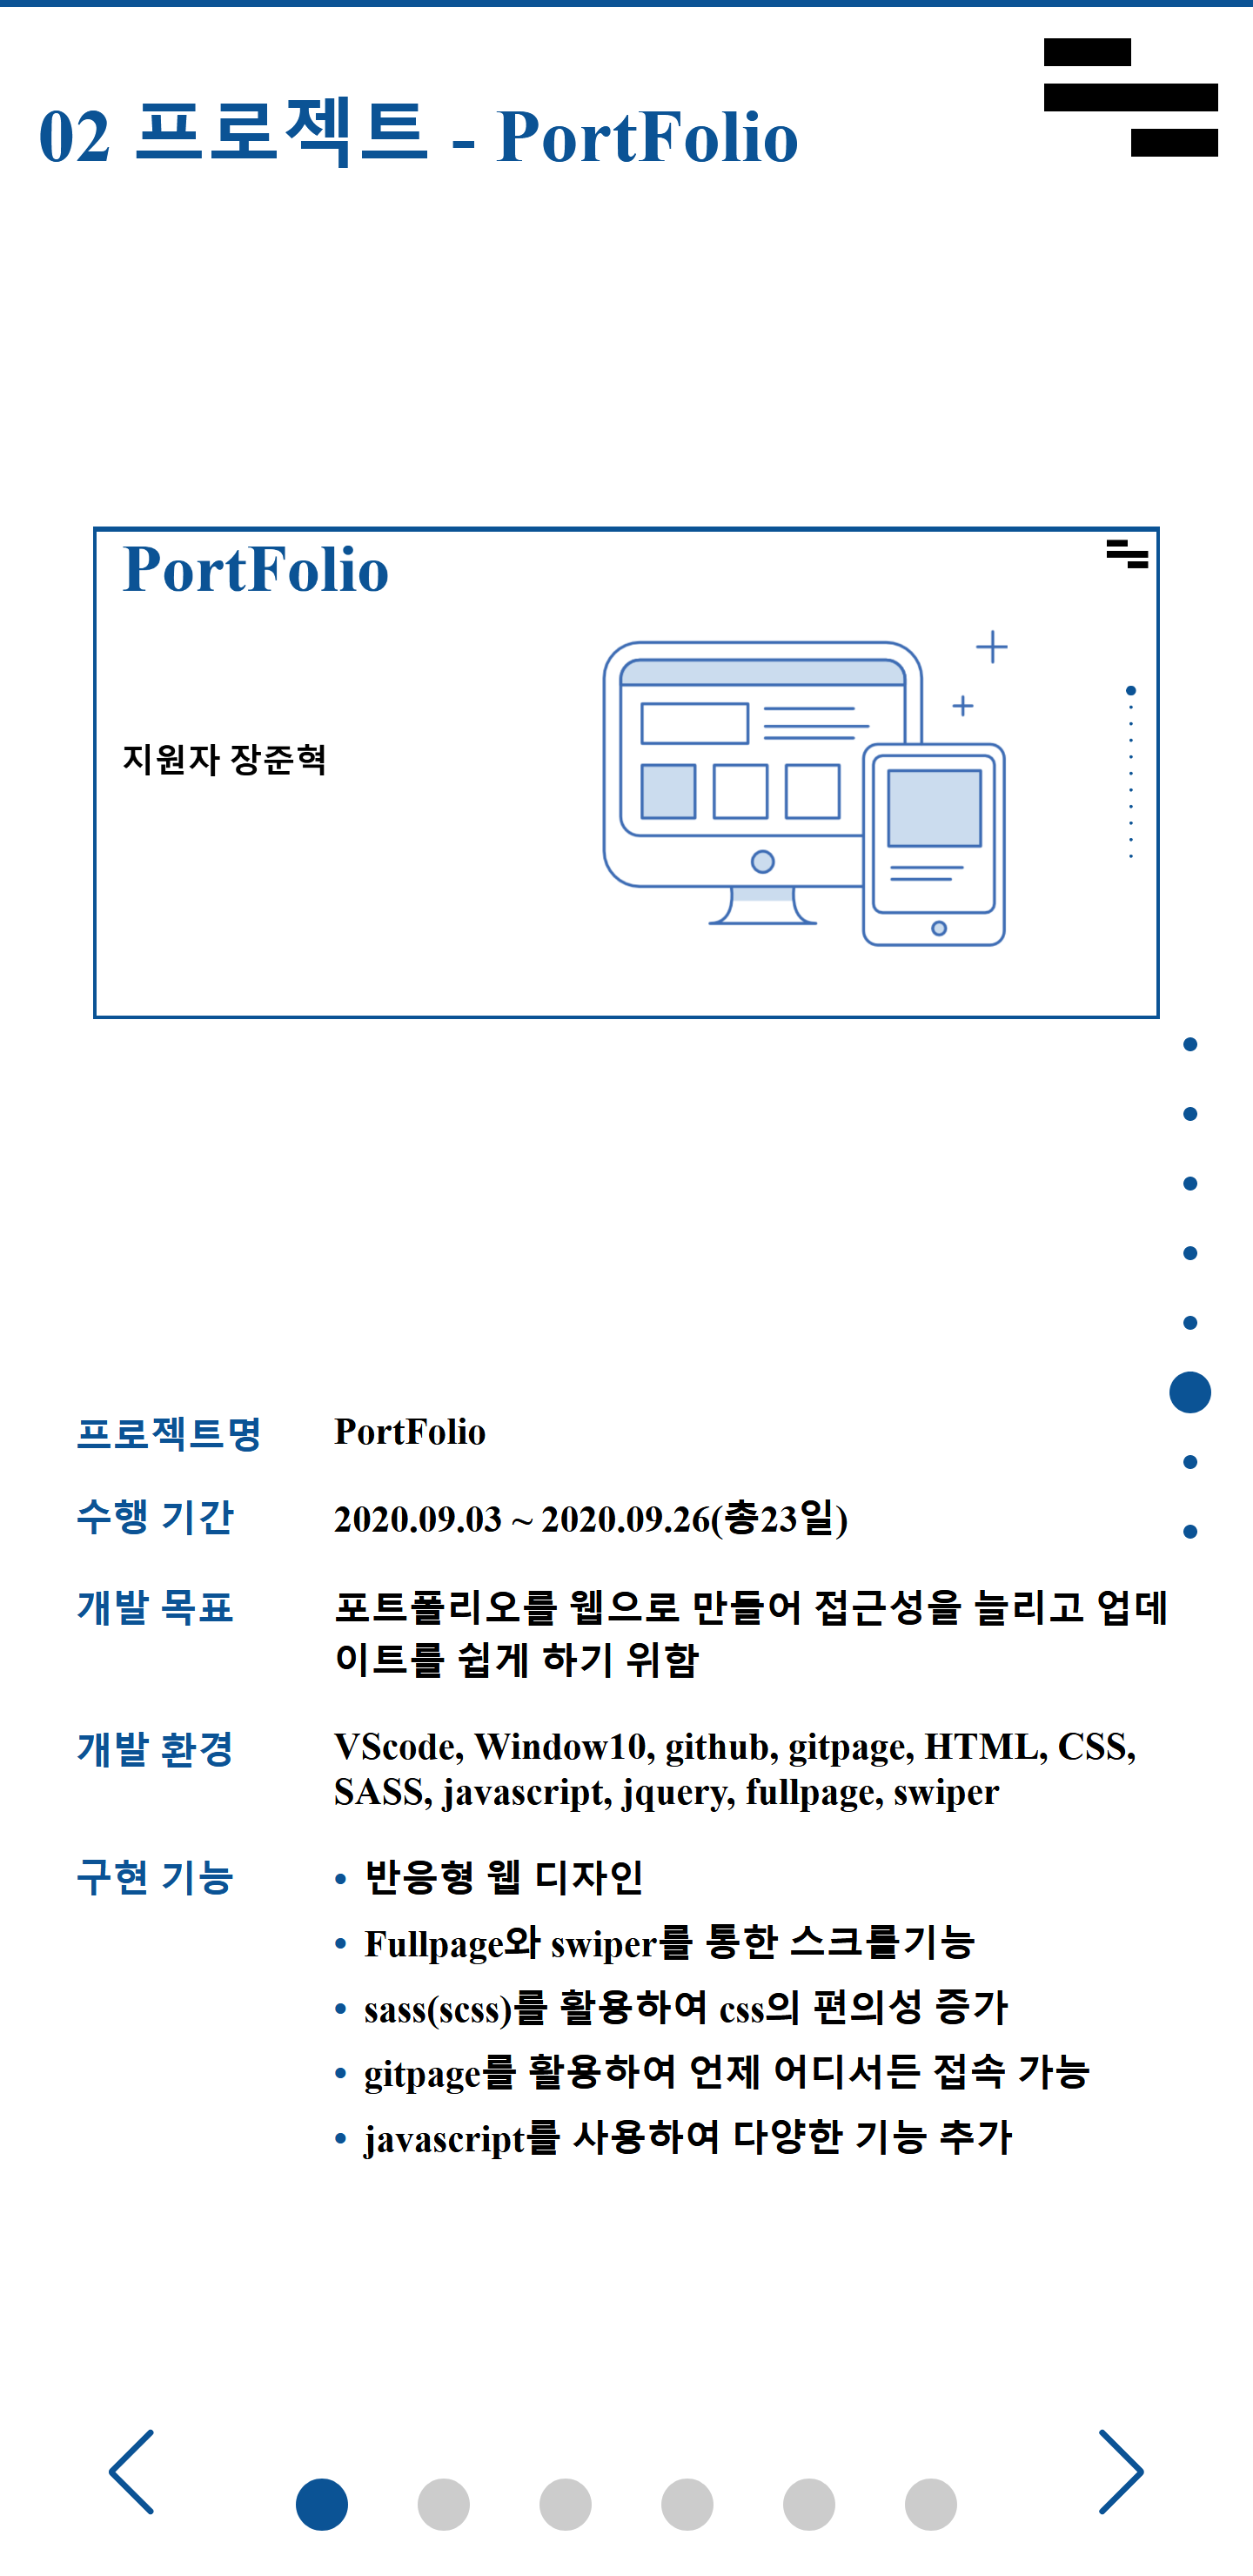 02 프로젝트 - PortFolio
PortFolio
지원자 장준혁
프로젝트명 PortFolio
수행 기간 2020.09.03 ~ 2020.09.26(총23일)
개발 목표 포트폴리오를 웹으로 만들어 접근성을 늘리고 업데
이트를 쉽게 하기 위함
개발 환경 VScode, Window10, github, gitpage, HTML, CSS,
SASS, javascript, jquery, fullpage, swiper
구현 기능 • 반응형 웹 디자인
• Fullpage와 swiper를 통한 스크롤기능
• sass(scss)를 활용하여 css의 편의성 증가
• gitpage를 활용하여 언제 어디서든 접속 가능
• javascript를 사용하여 다양한 기능 추가